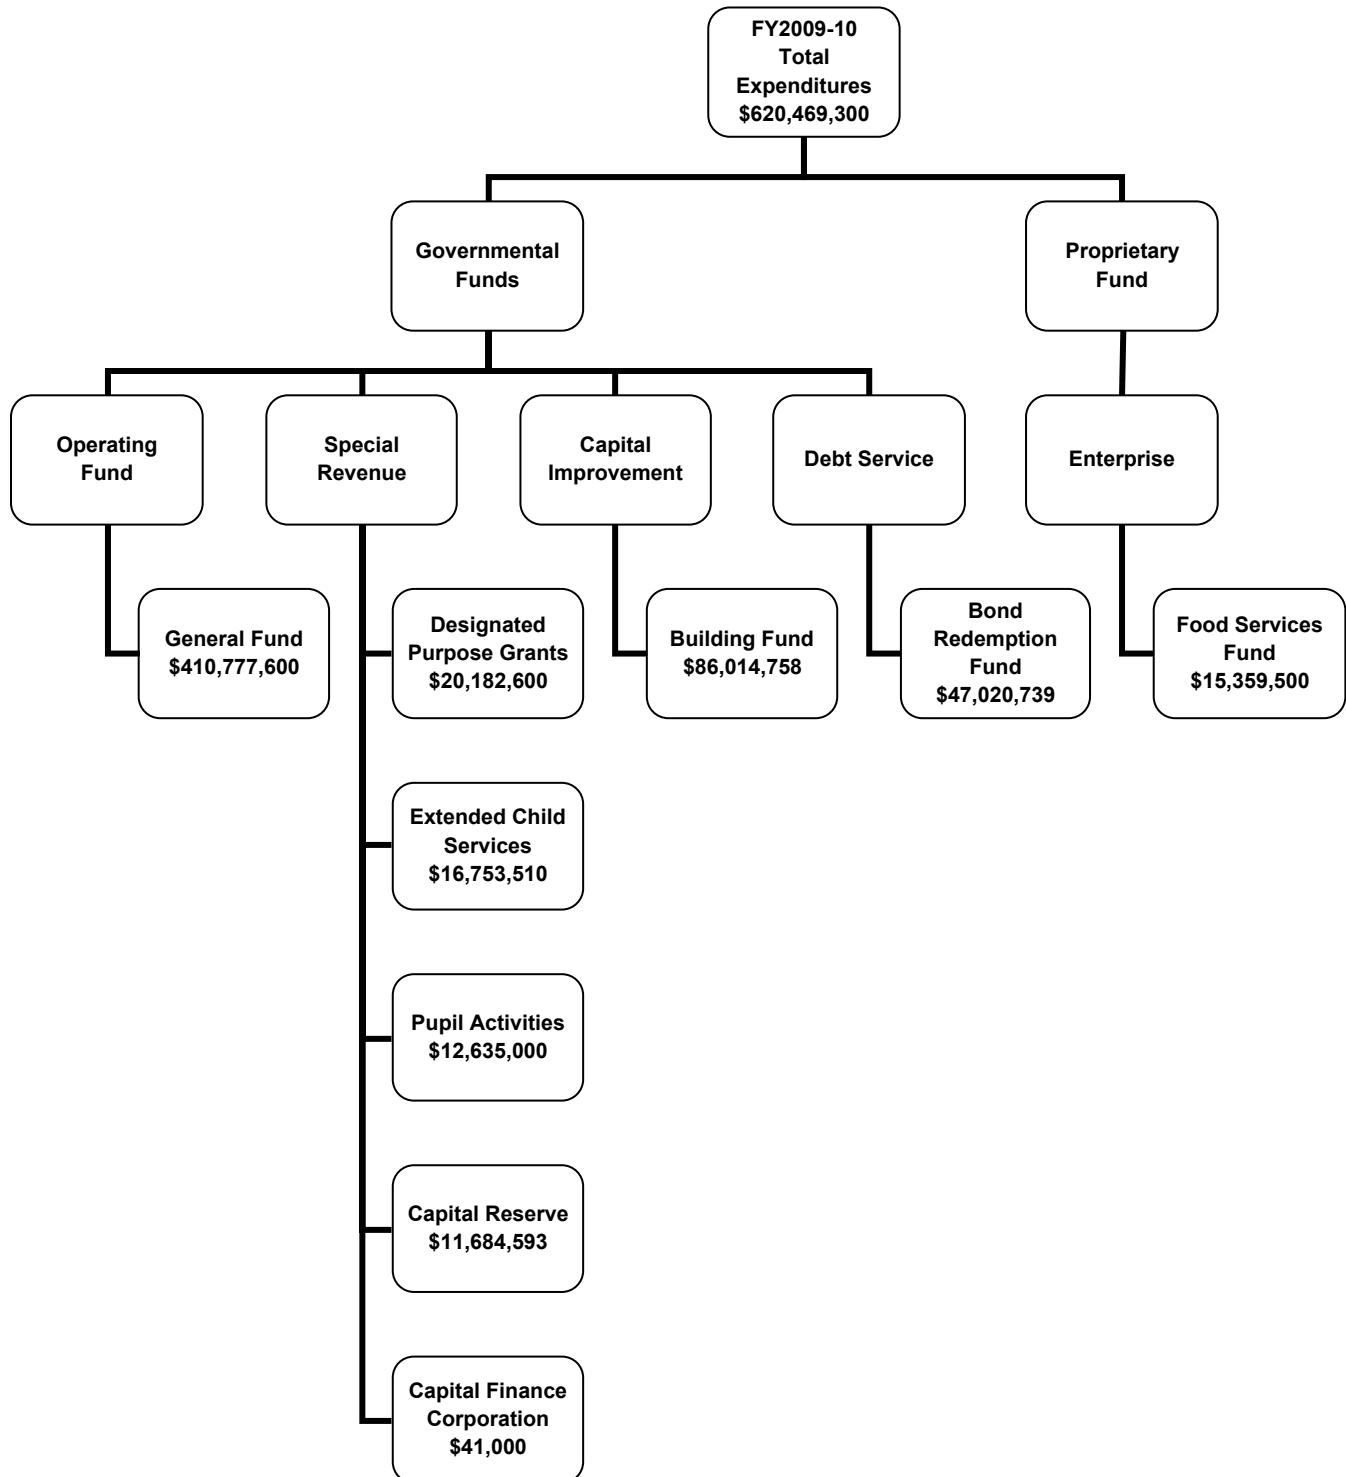 FY2009-10
Total
Expenditures
$620,469,300
Governmental
Funds
Proprietary
Fund
Operating
Fund
Special
Revenue
Capital
Improvement
Debt Service
Enterprise
General Fund
$410,777,600
Designated
Purpose Grants
$20,182,600
Building Fund
$86,014,758
Bond
Redemption
Fund
$47,020,739
Food Services
Fund
$15,359,500
Extended Child
Services
$16,753,510
Pupil Activities
$12,635,000
Capital Reserve
$11,684,593
Capital Finance
Corporation
$41,000